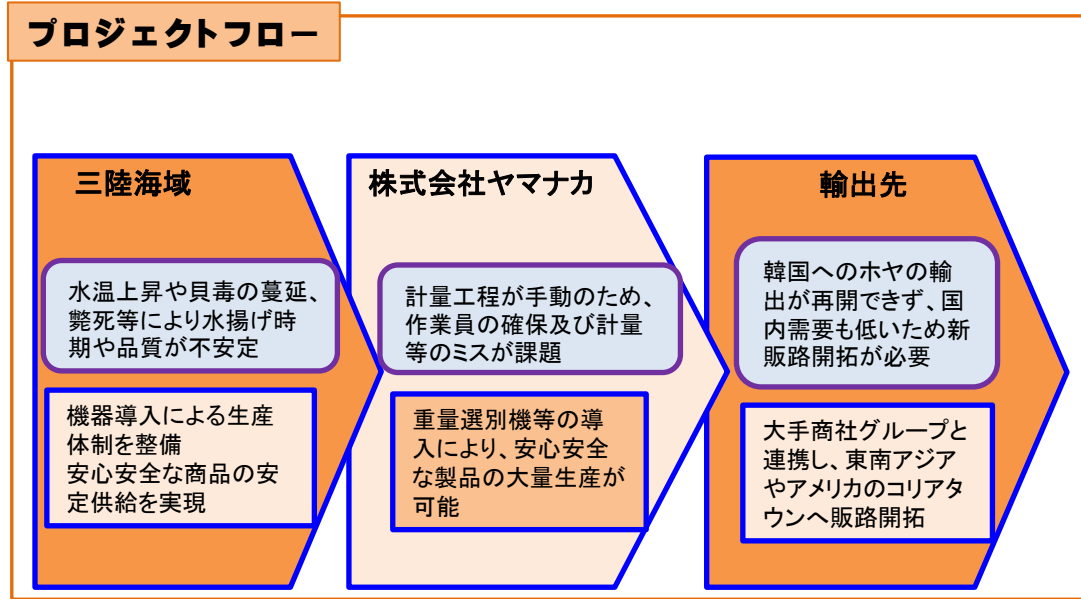 プロジェクトフロー
三陸海域
水温上昇や貝毒の蔓延、
斃死等により水揚げ時
期や品質が不安定
機器導入による生産
体制を整備
安心安全な商品の安
定供給を実現
株式会社ヤマナカ
計量工程が手動のため、
作業員の確保及び計量
等のミスが課題
重量選別機等の導
入により、安心安全
な製品の大量生産が
可能
輸出先
韓国へのホヤの輸
出が再開できず、国
内需要も低いため新
販路開拓が必要
大手商社グループと
連携し、東南アジア
やアメリカのコリアタ
ウンへ販路開拓